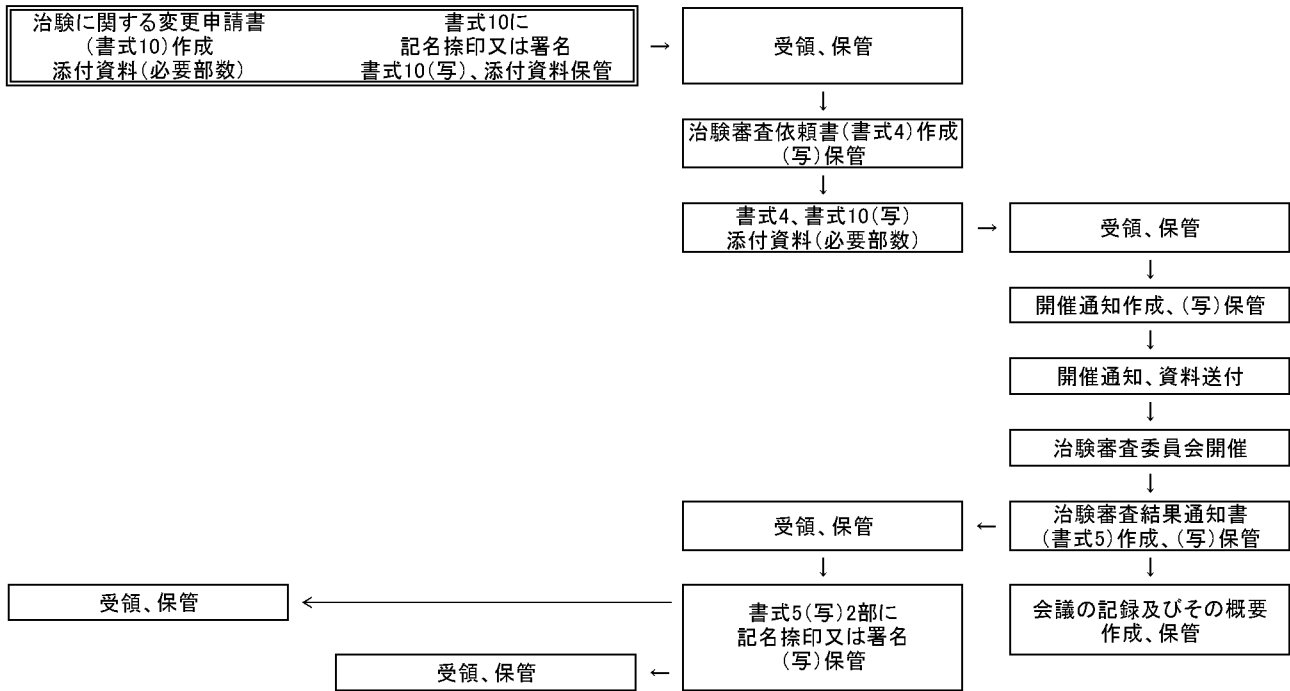 治験に関する変更申請書
(書式10)作成
添付資料(必要部数)
書式10に
記名捺印又は署名
書式10(写)、添付資料保管
→
受領、保管
↓
治験審査依頼書(書式4)作成
(写)保管
↓
書式4、書式10(写)
添付資料(必要部数)
→
受領、保管
↓
開催通知作成、(写)保管
↓
開催通知、資料送付
↓
治験審査委員会開催
↓
治験審査結果通知書
(書式5)作成、(写)保管
←
受領、保管
↓
↓
会議の記録及びその概要
作成、保管
書式5(写)2部に
記名捺印又は署名
(写)保管
受領、保管
←
受領、保管